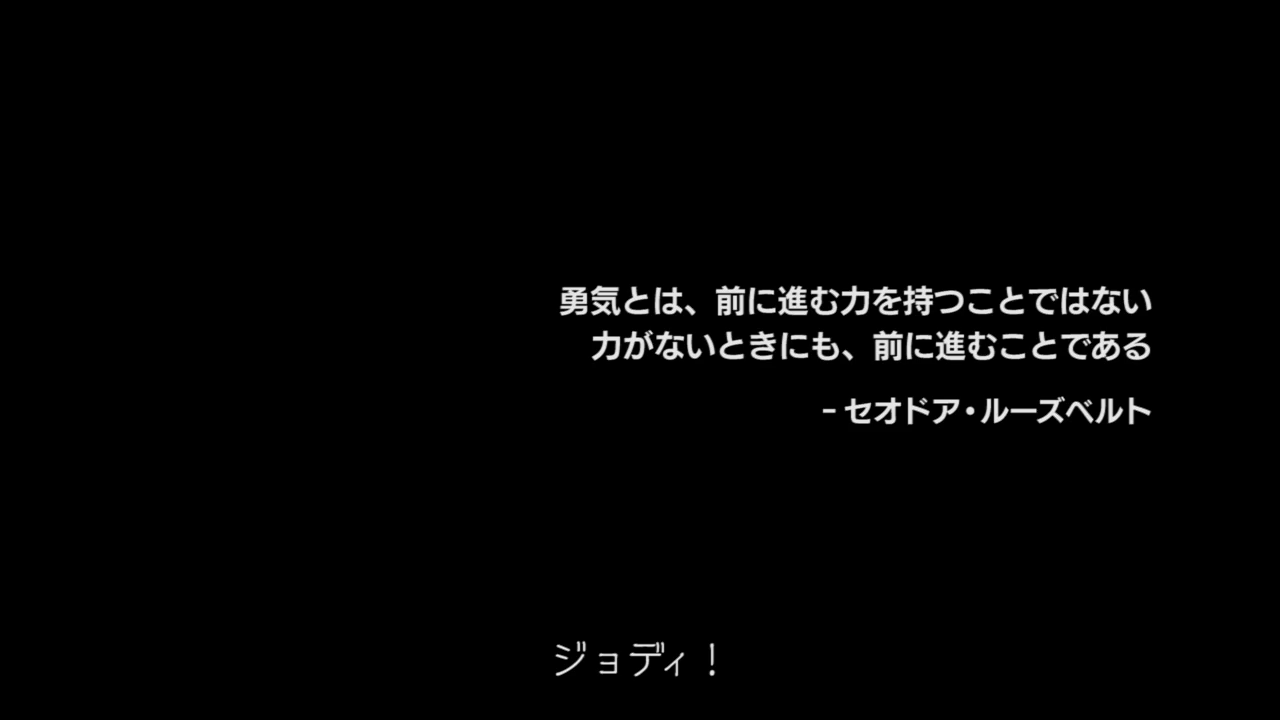 勇気とは、前に進む力を持つことではない
力がないときにも、前に進むことである
- セオドア・ルーズベルト
ジョディ！